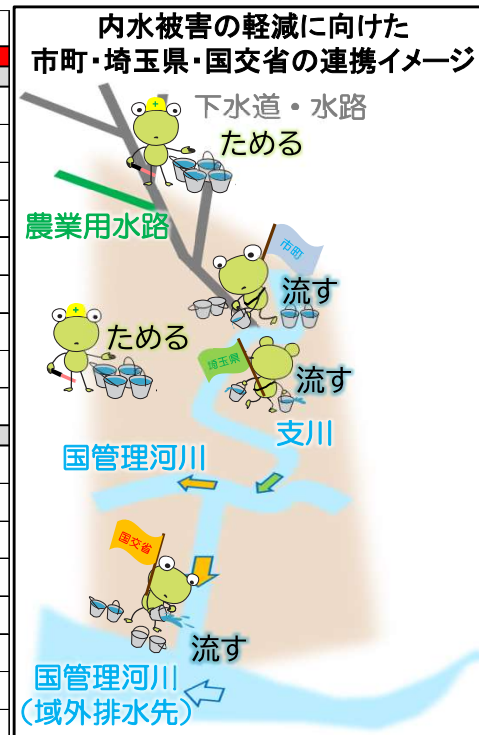 内水被害の軽減に向けた
市町・埼玉県・国交省の連携イメージ
下水道・水路
ためる
農業用水路
市町
流す
ためる
埼玉県
流す
支川
国管理河川
国交省
流す
国管理河川
(域外排水先)